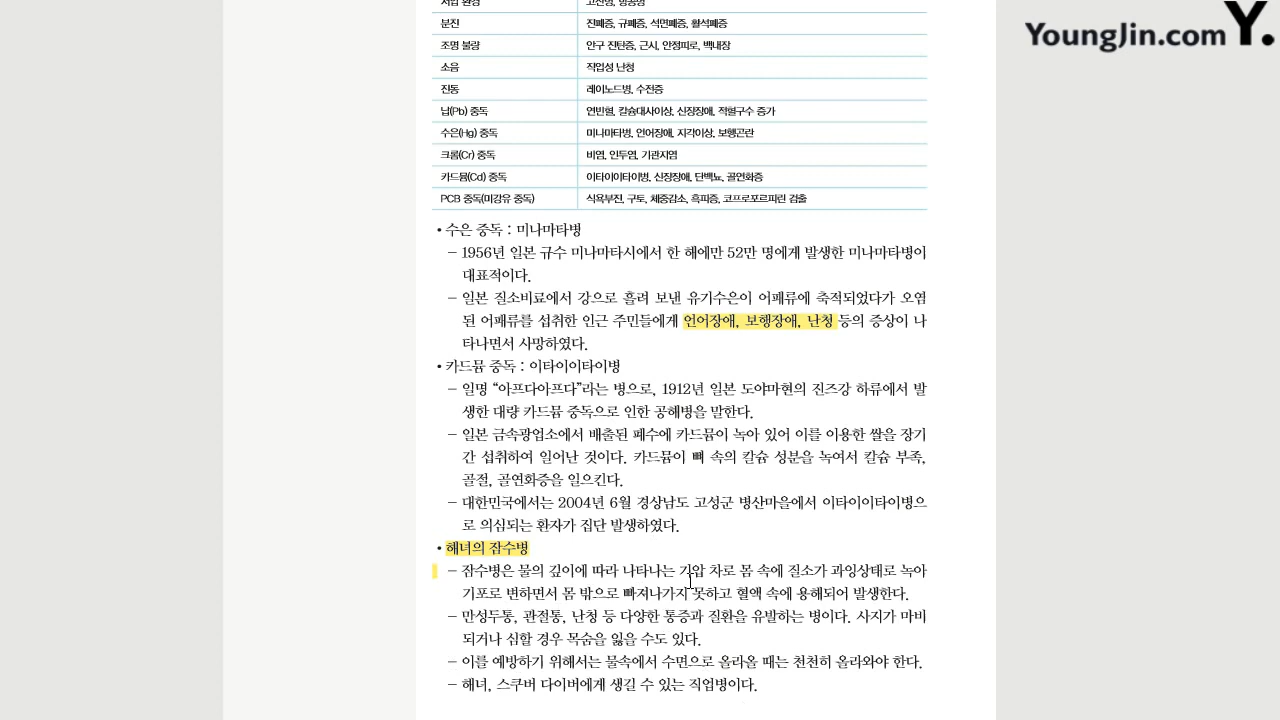 저압 환경 고산병, 항공병
분진 진폐증, 규폐증, 석면폐증, 활석폐증
조명 불량 안구 진탄증, 근시, 안정피로, 백내장
소음 직업성 난청
진동 레이노드병, 수전증
납(Pb) 중독 연빈혈, 칼슘대사이상, 신장장애, 적혈구수 증가
수은(Hg) 중독 미나마타병, 언어장애, 지각이상, 보행곤란
크롬(Cr) 중독 비염, 인두염, 기관지염
카드뮴(Cd) 중독 이타이이타이병, 신장장애, 단백뇨, 골연화증
PCB 중독(미강유 중독) 식욕부진, 구토, 체중감소, 흑피증, 코프로포르피린 검출
• 수은 중독 : 미나마타병
– 1956년 일본 규수 미나마타시에서 한 해에만 52만 명에게 발생한 미나마타병이
대표적이다.
– 일본 질소비료에서 강으로 흘려 보낸 유기수은이 어패류에 축적되었다가 오염
된 어패류를 섭취한 인근 주민들에게 언어장애, 보행장애, 난청 등의 증상이 나
타나면서 사망하였다.
• 카드뮴 중독 : 이타이이타이병
– 일명 “아프다아프다”라는 병으로, 1912년 일본 도야마현의 진즈강 하류에서 발
생한 대량 카드뮴 중독으로 인한 공해병을 말한다.
– 일본 금속광업소에서 배출된 폐수에 카드뮴이 녹아 있어 이를 이용한 쌀을 장기
간 섭취하여 일어난 것이다. 카드뮴이 뼈 속의 칼슘 성분을 녹여서 칼슘 부족,
골절, 골연화증을 일으킨다.
– 대한민국에서는 2004년 6월 경상남도 고성군 병산마을에서 이타이이타이병으
로 의심되는 환자가 집단 발생하였다.
• 해녀의 잠수병
– 잠수병은 물의 깊이에 따라 나타나는 기압 차로 몸 속에 질소가 과잉상태로 녹아
기포로 변하면서 몸 밖으로 빠져나가지 못하고 혈액 속에 용해되어 발생한다.
– 만성두통, 관절통, 난청 등 다양한 통증과 질환을 유발하는 병이다. 사지가 마비
되거나 심할 경우 목숨을 잃을 수도 있다.
– 이를 예방하기 위해서는 물속에서 수면으로 올라올 때는 천천히 올라와야 한다.
– 해녀, 스쿠버 다이버에게 생길 수 있는 직업병이다.
YoungJin.com Y.